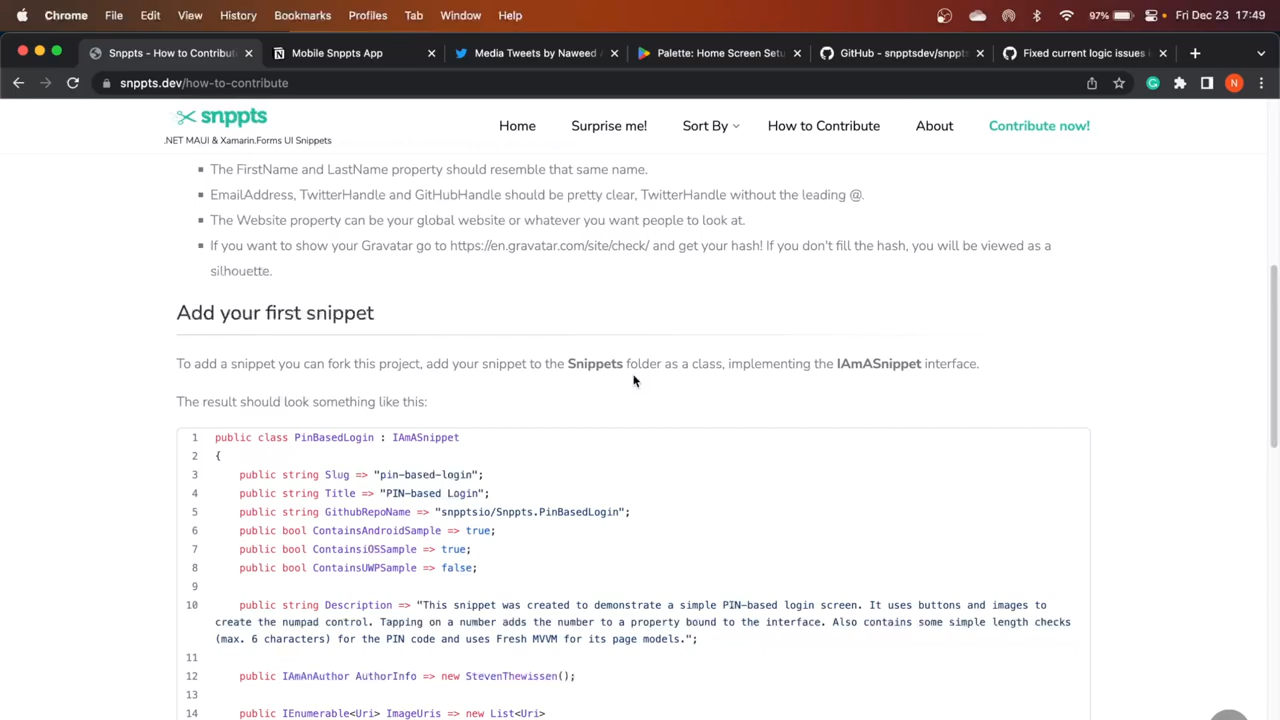 Chrome File Edit View History Bookmarks Profiles Tab Window Help 97% Fri Dec 23 17:49
Snppts - How to Contribut Mobile Snppts App Media Tweets by Naweed Palette: Home Screen Setu GitHub - snpptsdev/snppts Fixed current logic issues i
snppts.dev/how-to-contribute N
snppts
.NET MAUI & Xamarin.Forms UI Snippets
Home Surprise me! Sort By How to Contribute About Contribute now!
The FirstName and LastName property should resemble that same name.
EmailAddress, TwitterHandle and GitHubHandle should be pretty clear, TwitterHandle without the leading @.
The Website property can be your global website or whatever you want people to look at.
If you want to show your Gravatar go to https://en.gravatar.com/site/check/ and get your hash! If you don't fill the hash, you will be viewed as a
silhouette.
Add your first snippet
To add a snippet you can fork this project, add your snippet to the Snippets folder as a class, implementing the IAmASnippet interface.
The result should look something like this:
1 public class PinBasedLogin : IAmASnippet
2 {
3 public string Slug => "pin-based-login";
4 public string Title => "PIN-based Login";
5 public string GithubRepoName => "snpptsio/Snppts.PinBasedLogin";
6 public bool ContainsAndroidSample => true;
7 public bool ContainsiOSSample => true;
8 public bool ContainsUWPSample => false;
9
10 public string Description => "This snippet was created to demonstrate a simple PIN-based login screen. It uses buttons and images to
create the numpad control. Tapping on a number adds the number to a property bound to the interface. Also contains some simple length checks
(max. 6 characters) for the PIN code and uses Fresh MVVM for its page models.";
11
12 public IAmAnAuthor AuthorInfo => new StevenThewissen();
13
14 public IEnumerable<Uri> ImageUris => new List<Uri>